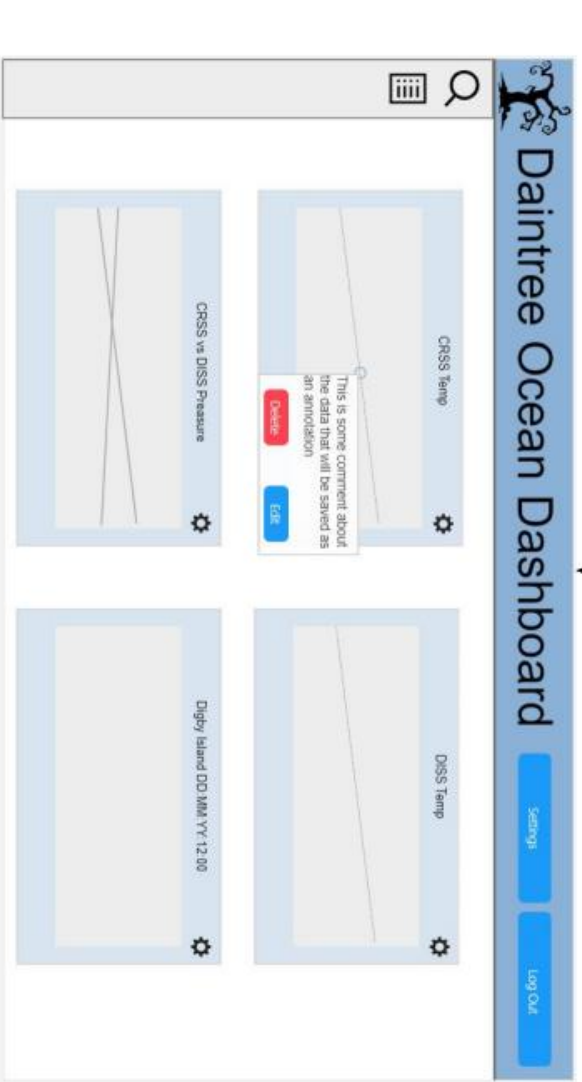 Daintree Ocean Dashboard
Settings
Log Out
CRSS Temp
This is some comment about
the data that will be saved as
an annotation
Delete
Edit
DISS Temp
CRSS vs DISS Preasure
Digby Island DD:MM:YY:12:00